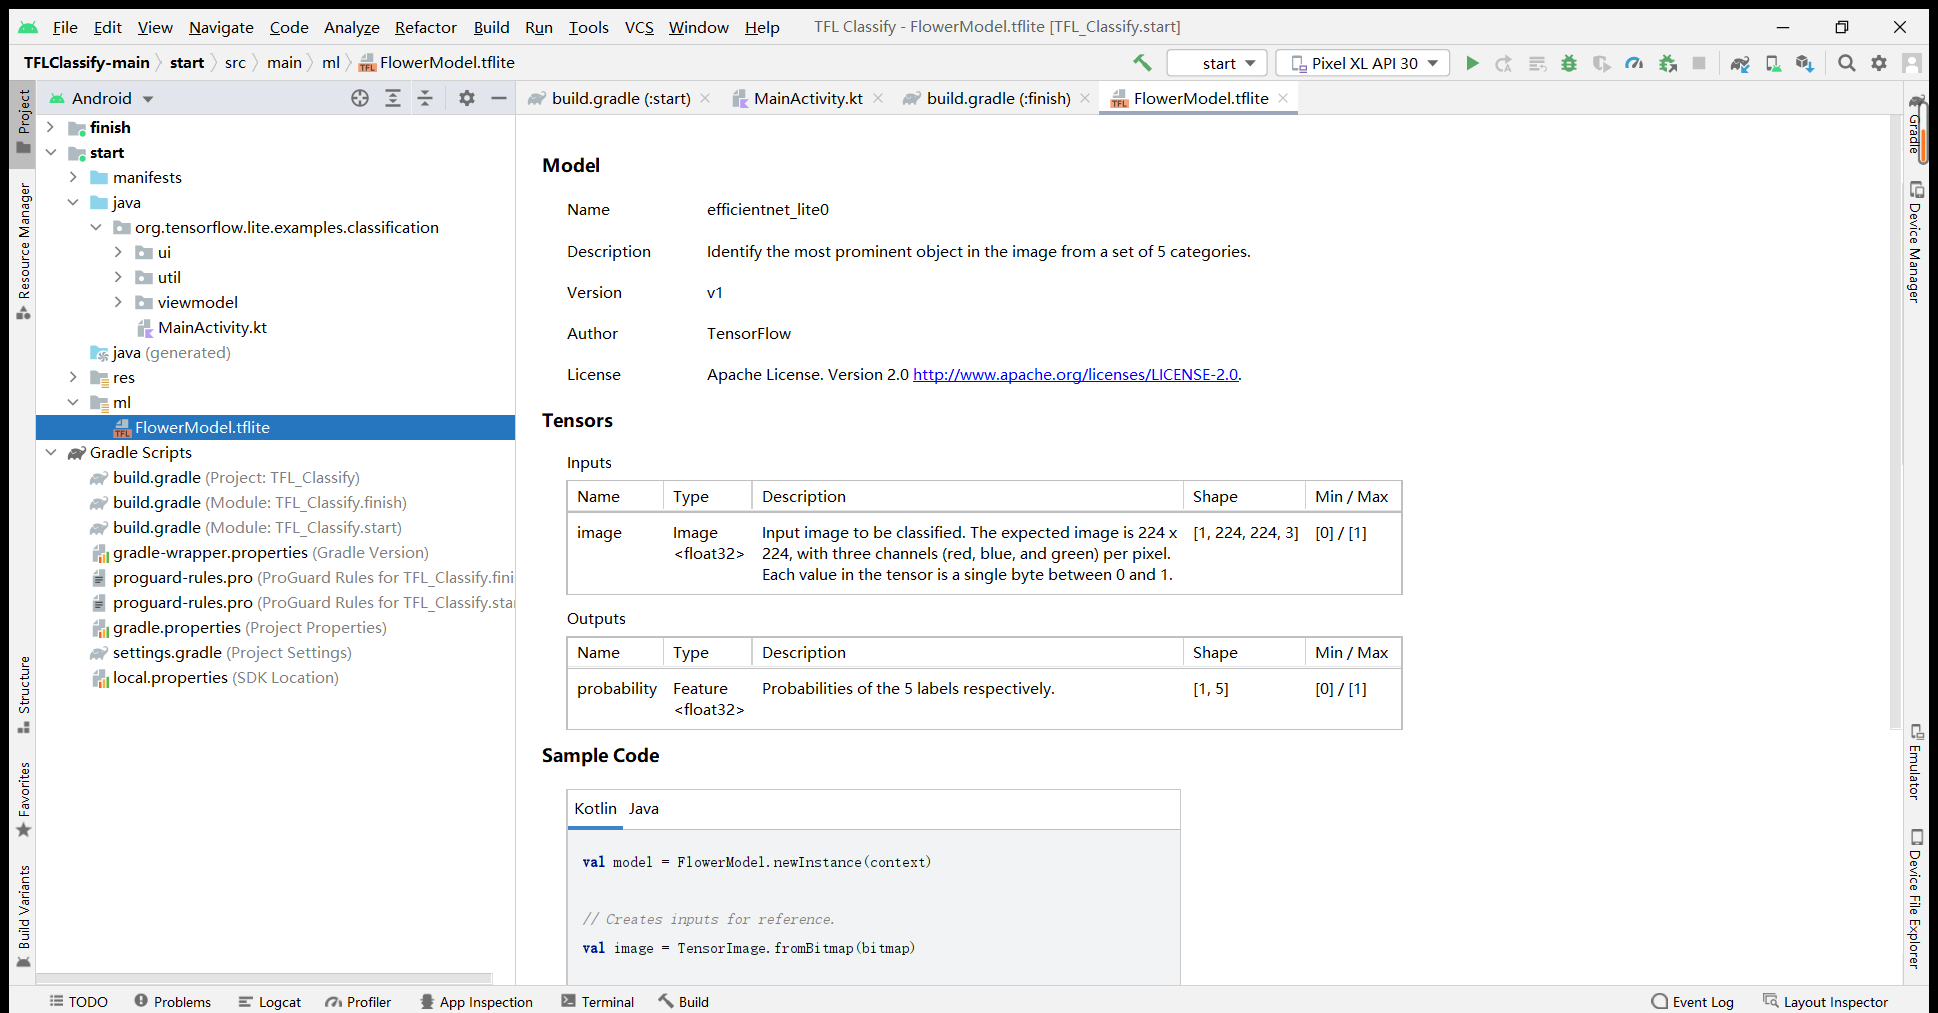 File Edit View Navigate Code Analyze Refactor Build Run Tools VCS Window Help TFL Classify - FlowerModel.tflite [TFL_Classify.start]
TFLClassify-main start src main ml FlowerModel.tflite start Pixel XL API 30
Android build.gradle (:start) MainActivity.kt build.gradle (:finish) FlowerModel.tflite
Project
Resource Manager
Structure
Favorites
Build Variants
finish
start
manifests
java
org.tensorflow.lite.examples.classification
ui
util
viewmodel
MainActivity.kt
java (generated)
res
ml
TFL FlowerModel.tflite
Gradle Scripts
build.gradle (Project: TFL_Classify)
build.gradle (Module: TFL_Classify.finish)
build.gradle (Module: TFL_Classify.start)
gradle-wrapper.properties (Gradle Version)
proguard-rules.pro (ProGuard Rules for TFL_Classify.fini
proguard-rules.pro (ProGuard Rules for TFL_Classify.sta
gradle.properties (Project Properties)
settings.gradle (Project Settings)
local.properties (SDK Location)
Model
Name efficientnet_lite0
Description Identify the most prominent object in the image from a set of 5 categories.
Version v1
Author TensorFlow
License Apache License. Version 2.0 http://www.apache.org/licenses/LICENSE-2.0.
Tensors
Inputs
Name Type Description Shape Min / Max
image Image Input image to be classified. The expected image is 224 x [1, 224, 224, 3] [0] / [1]
<float32> 224, with three channels (red, blue, and green) per pixel.
Each value in the tensor is a single byte between 0 and 1.
Outputs
Name Type Description Shape Min / Max
probability Feature Probabilities of the 5 labels respectively. [1, 5] [0] / [1]
<float32>
Sample Code
Kotlin Java
val model = FlowerModel.newInstance(context)
// Creates inputs for reference.
val image = TensorImage.fromBitmap(bitmap)
Gradle
Device Manager
Emulator
Device File Explorer
TODO Problems Logcat Profiler App Inspection Terminal Build Event Log Layout Inspector